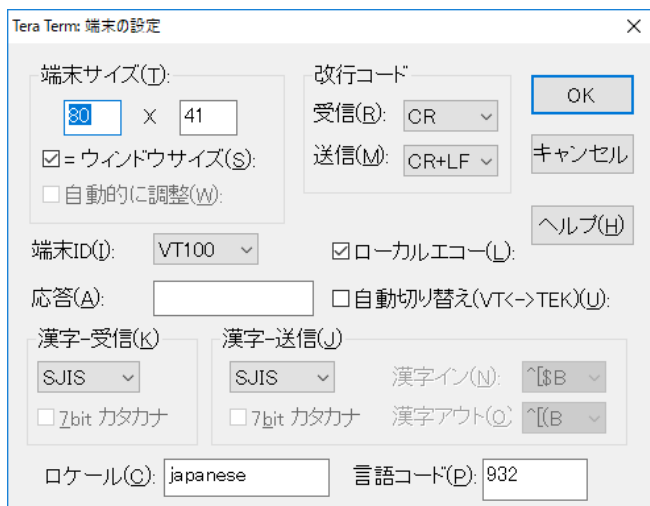 Tera Term: 端末の設定
端末サイズ(T):
80 X 41
☑= ウィンドウサイズ(S):
□自動的に調整(W):
改行コード
受信(R): CR
送信(M): CR+LF
OK
キャンセル
ヘルプ(H)
端末ID(I): VT100
☑ローカルエコー(L):
応答(A):
□自動切り替え(VT<->TEK)(U):
漢字-受信(K)
SJIS
□7bit カタカナ
漢字-送信(J)
SJIS
□7bit カタカナ
漢字イン(N): ^[$B
漢字アウト(O) ^[(B
ロケール(C): japanese
言語コード(P): 932